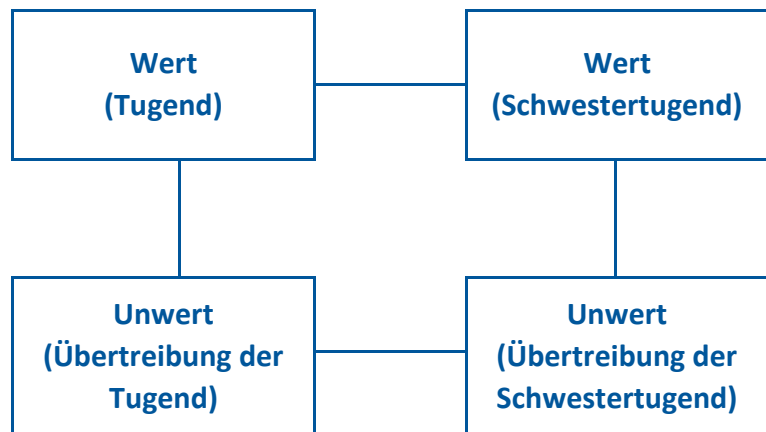 Wert
(Tugend)
Wert
(Schwestertugend)
Unwert
(Übertreibung der
Tugend)
Unwert
(Übertreibung der
Schwestertugend)